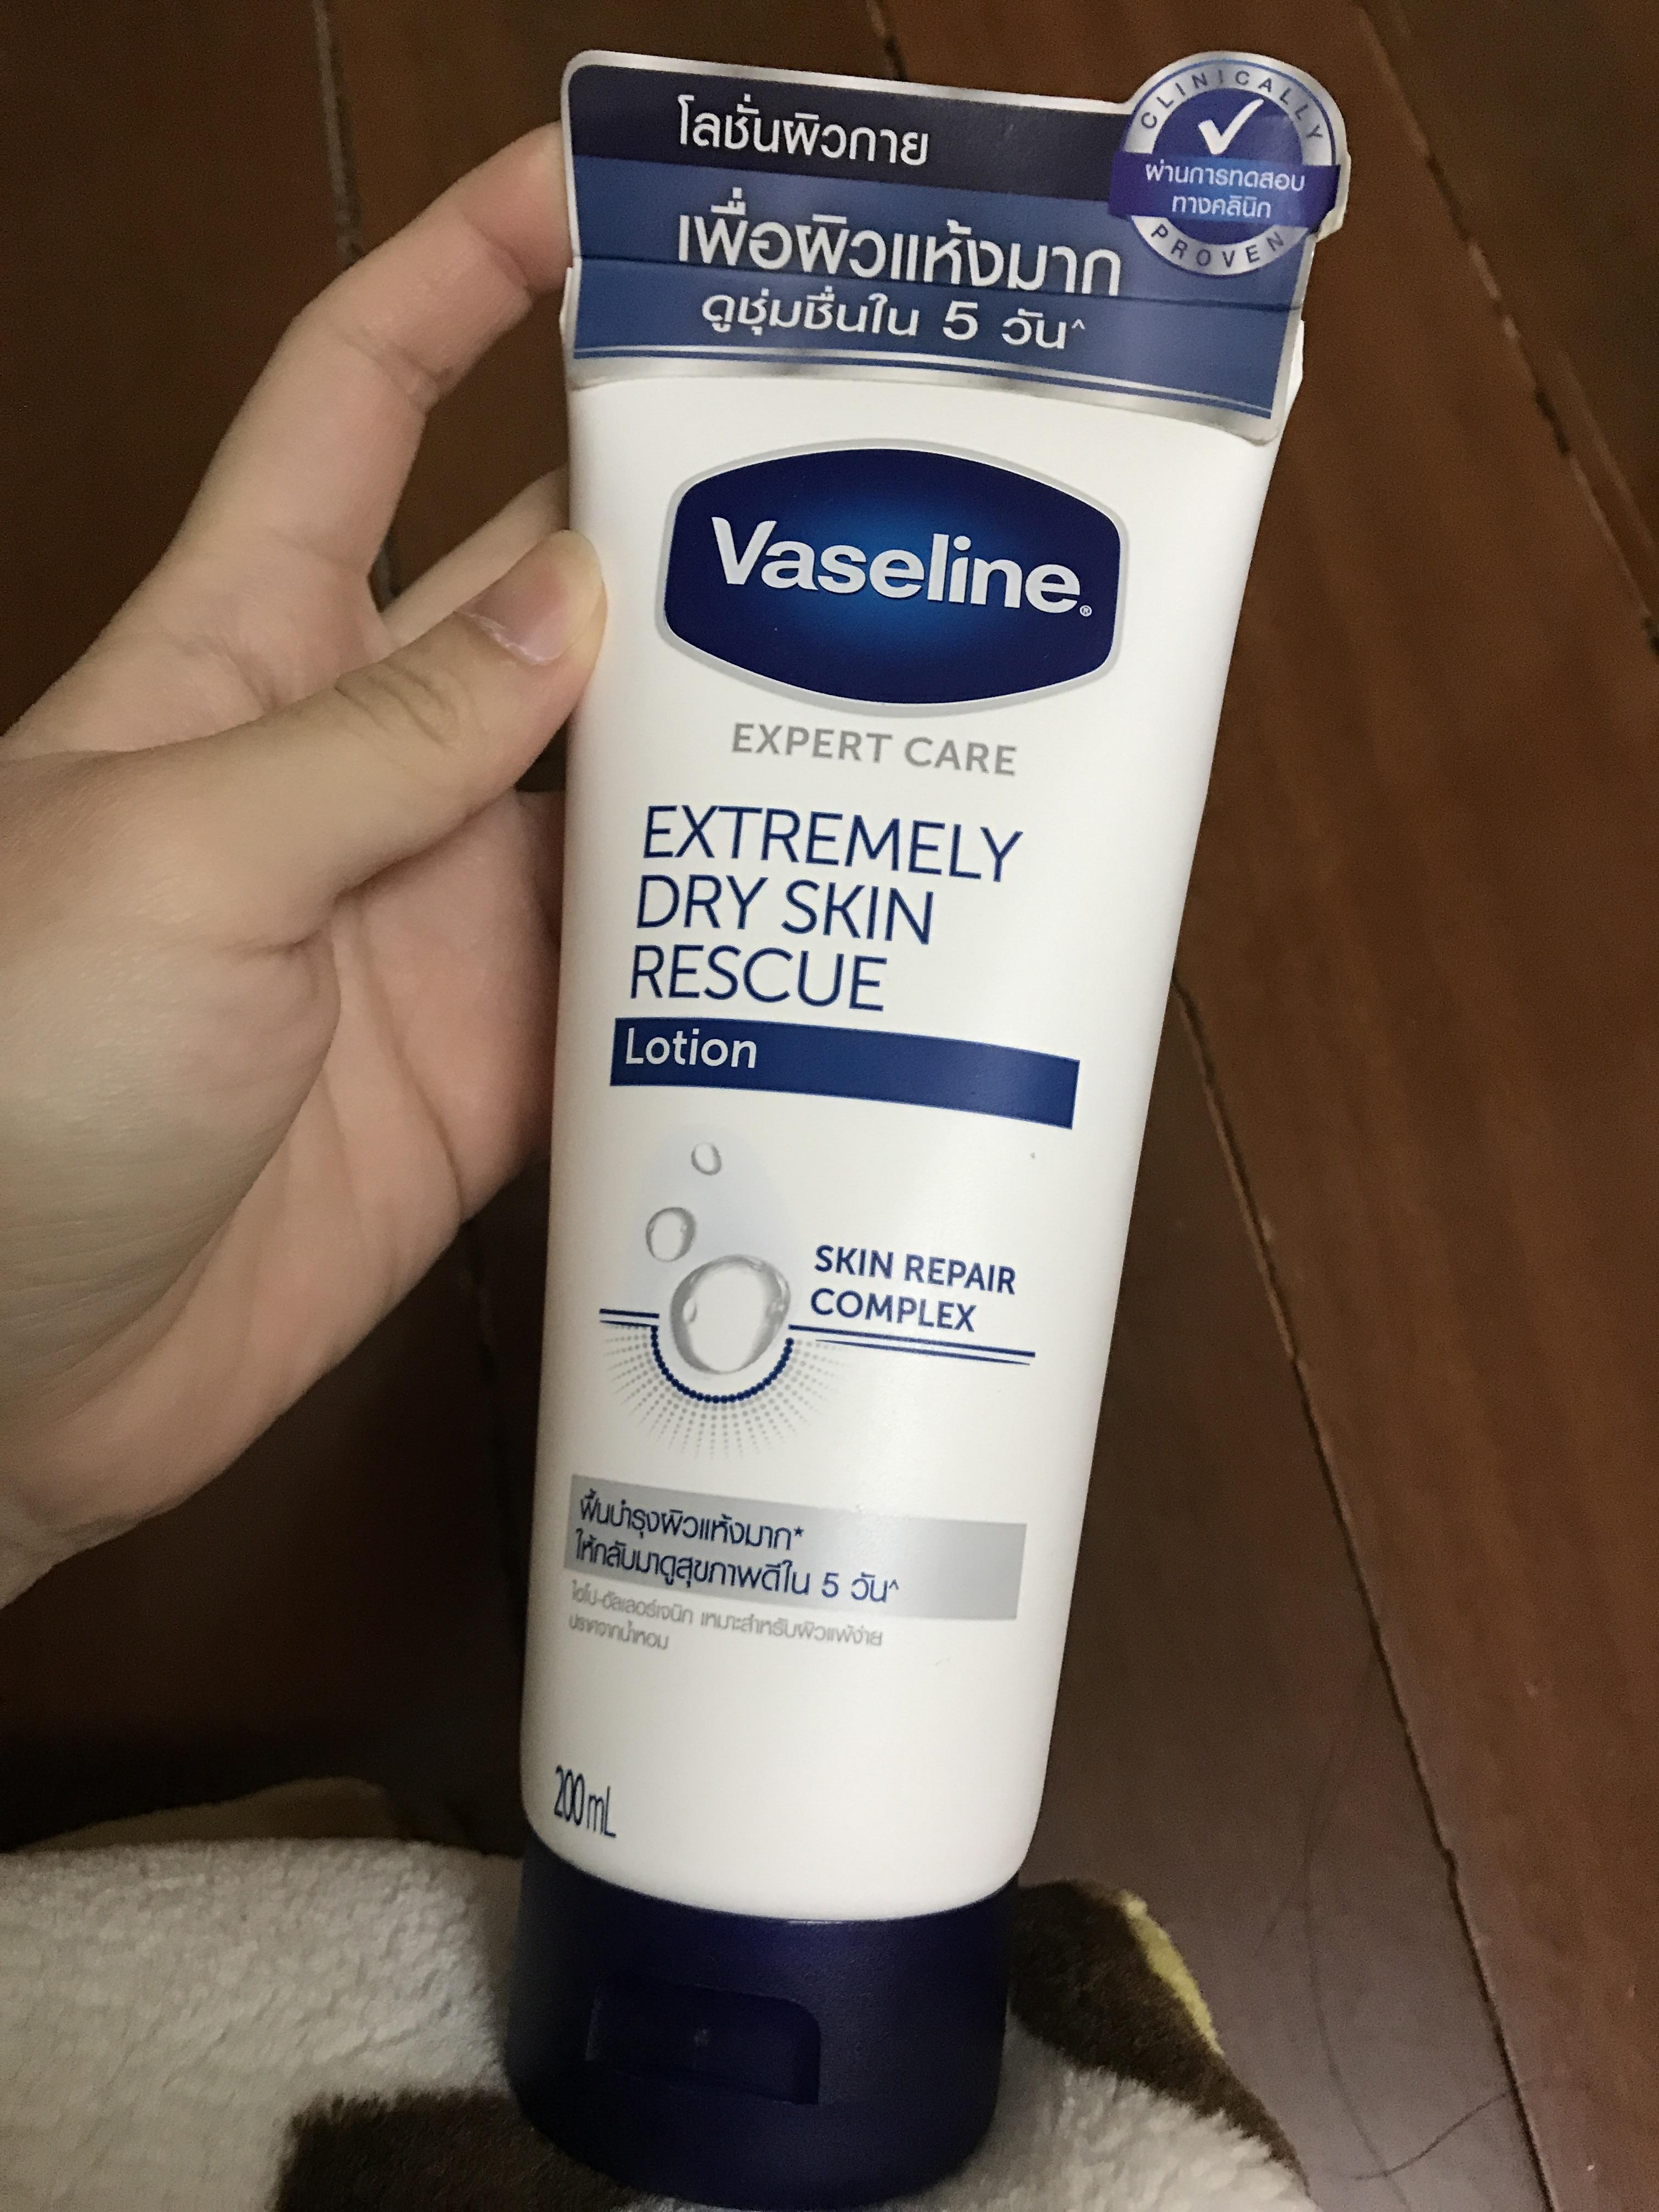 โลชั่นผิวกาย
CLINICALLY
ผ่านการทดสอบ
ทางคลินิก
PROVEN
เพื่อผิวแห้งมาก
ดูชุ่มชื่นใน 5 วัน^
Vaseline®
EXPERT CARE
EXTREMELY
DRY SKIN
RESCUE
Lotion
SKIN REPAIR
COMPLEX
ฟื้นบำรุงผิวแห้งมาก*
ให้กลับมาดูสุขภาพดีใน 5 วัน^
ไฮโป-อัลเลอร์เจนิก เหมาะสำหรับผิวแพ้ง่าย
ปราศจากน้ำหอม
200 mL